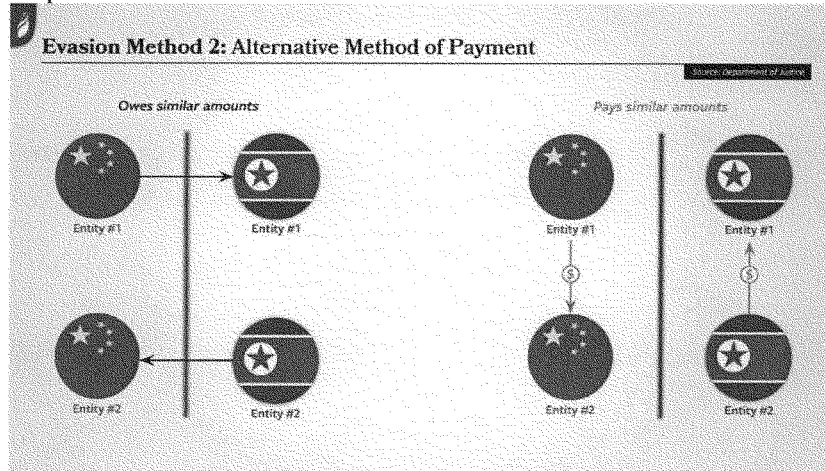 Evasion Method 2: Alternative Method of Payment
Source: Department of Justice
Owes similar amounts
Pays similar amounts
Entity #1
Entity #1
Entity #1
Entity #1
$
$
Entity #2
Entity #2
Entity #2
Entity #2